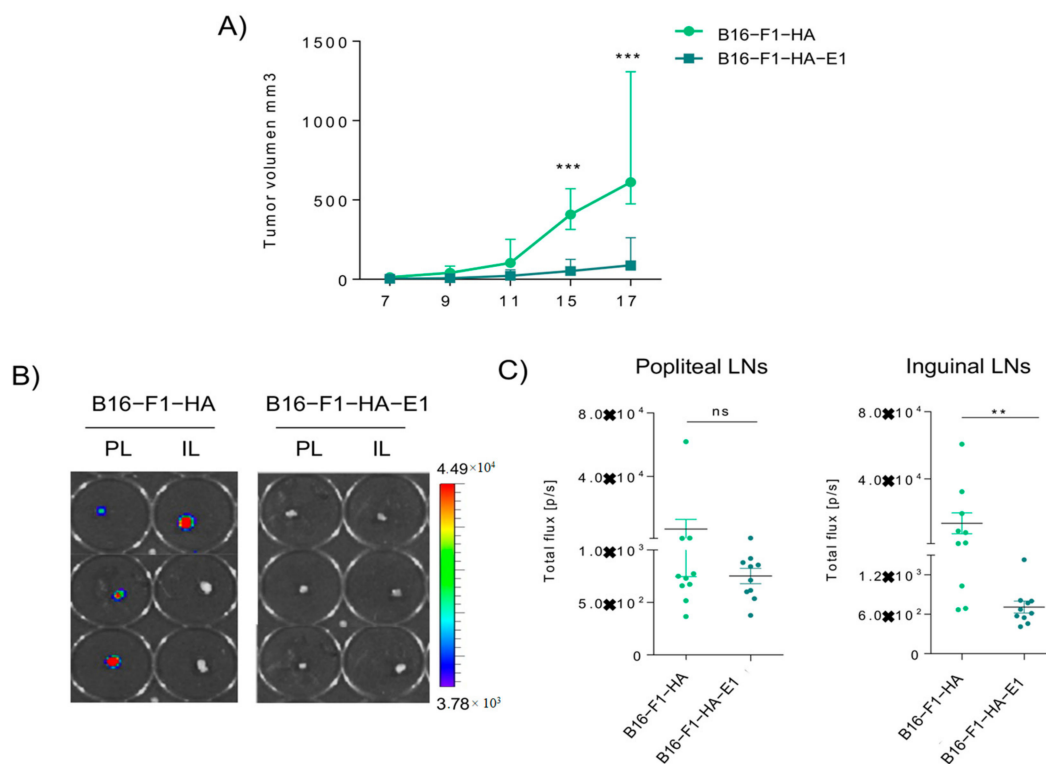 A)
B16-F1-HA
B16-F1-HA-E1
Tumor volumen mm3
1500
1000
500
0
7 9 11 15 17
***
***
B)
B16-F1-HA B16-F1-HA-E1
PL IL PL IL
4.49×10⁴
3.78 × 10³
C)
Popliteal LNs
Total flux [p/s]
8.0✖10⁴
4.0✖10⁴
1.0✖10³
5.0✖10²
0
ns
B16-F1-HA
B16-F1-HA-E1
Inguinal LNs
Total flux [p/s]
8.0✖10⁴
4.0✖10⁴
1.2✖10³
6.0✖10²
0
**
B16-F1-HA
B16-F1-HA-E1